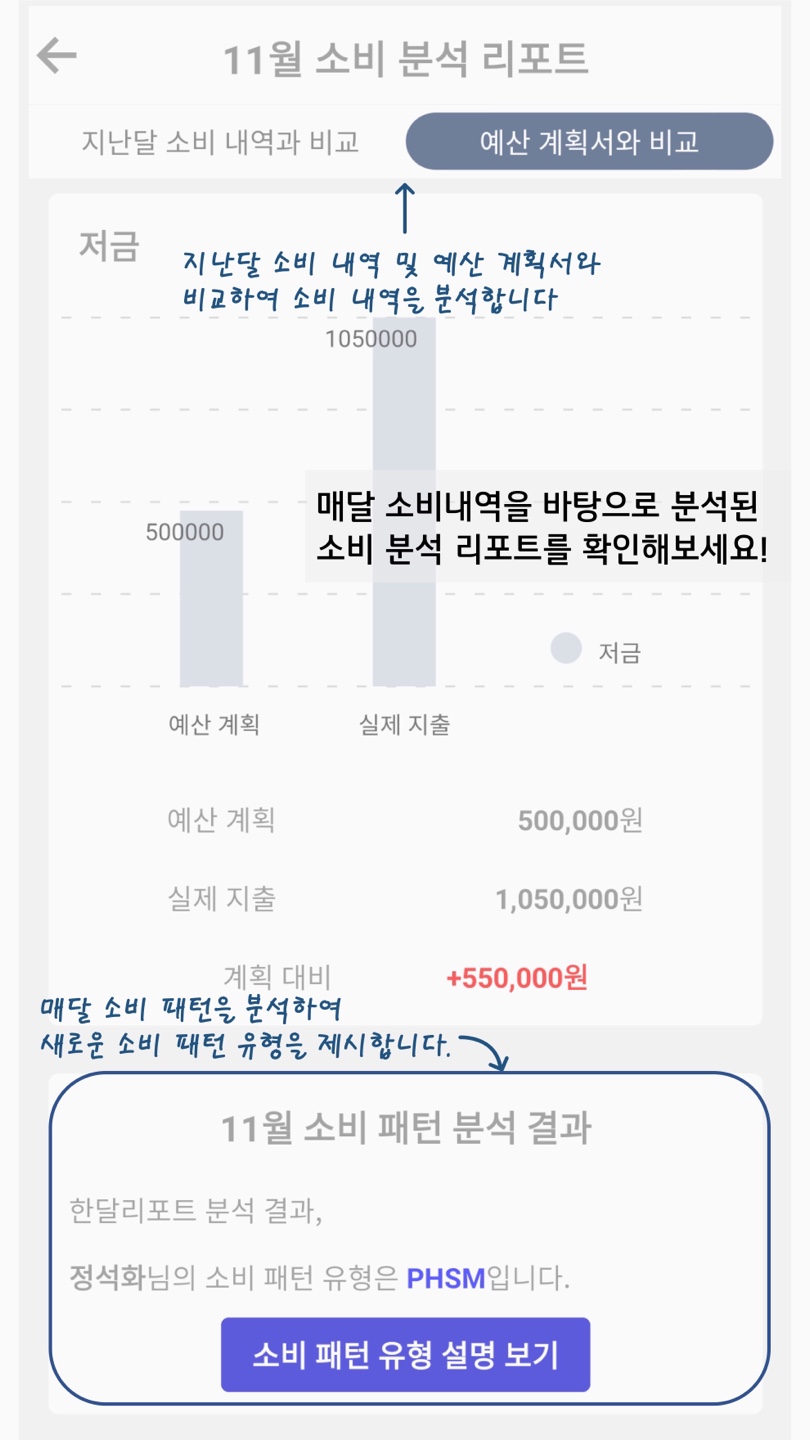 11월 소비 분석 리포트
지난달 소비 내역과 비교
예산 계획서와 비교
저금
지난달 소비 내역 및 예산 계획서와
비교하여 소비 내역을 분석합니다
1050000
매달 소비내역을 바탕으로 분석된
소비 분석 리포트를 확인해보세요!
500000
저금
예산 계획
실제 지출
예산 계획 500,000원
실제 지출 1,050,000원
계획 대비 +550,000원
매달 소비 패턴을 분석하여
새로운 소비 패턴 유형을 제시합니다.
11월 소비 패턴 분석 결과
한달리포트 분석 결과,
정석화님의 소비 패턴 유형은 PHSM입니다.
소비 패턴 유형 설명 보기